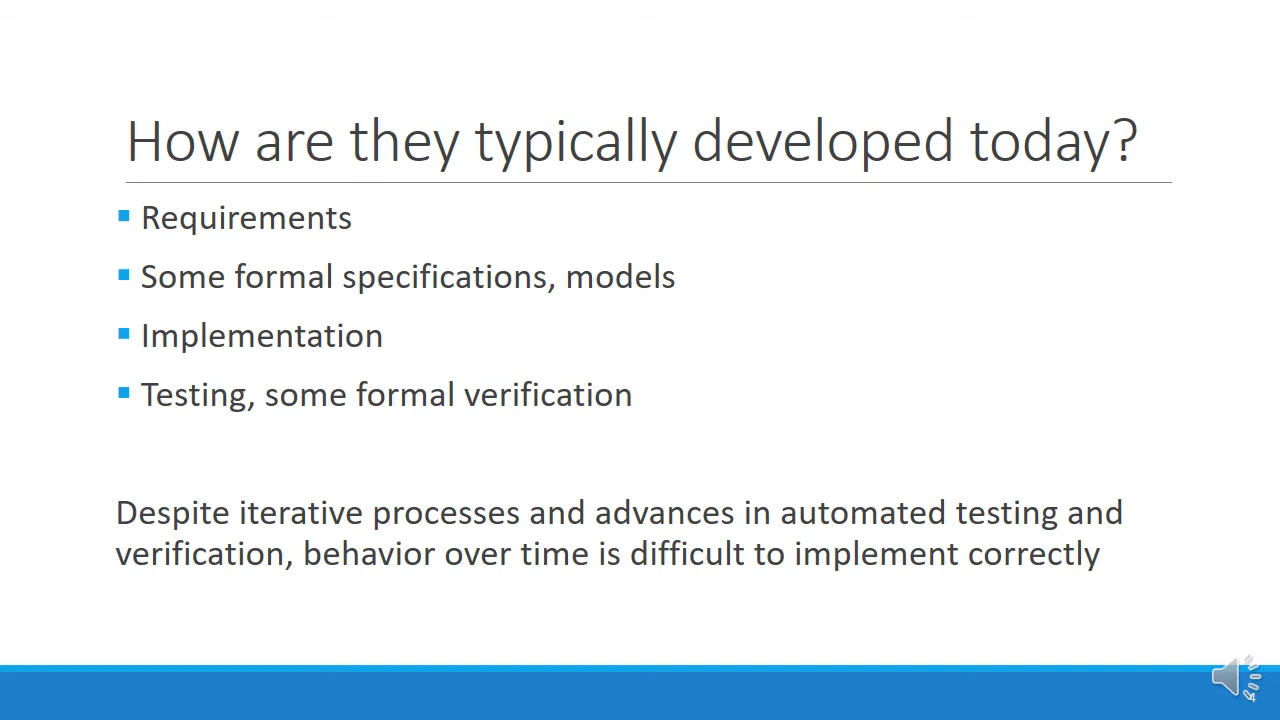 How are they typically developed today?
Requirements
Some formal specifications, models
Implementation
Testing, some formal verification
Despite iterative processes and advances in automated testing and
verification, behavior over time is difficult to implement correctly
4